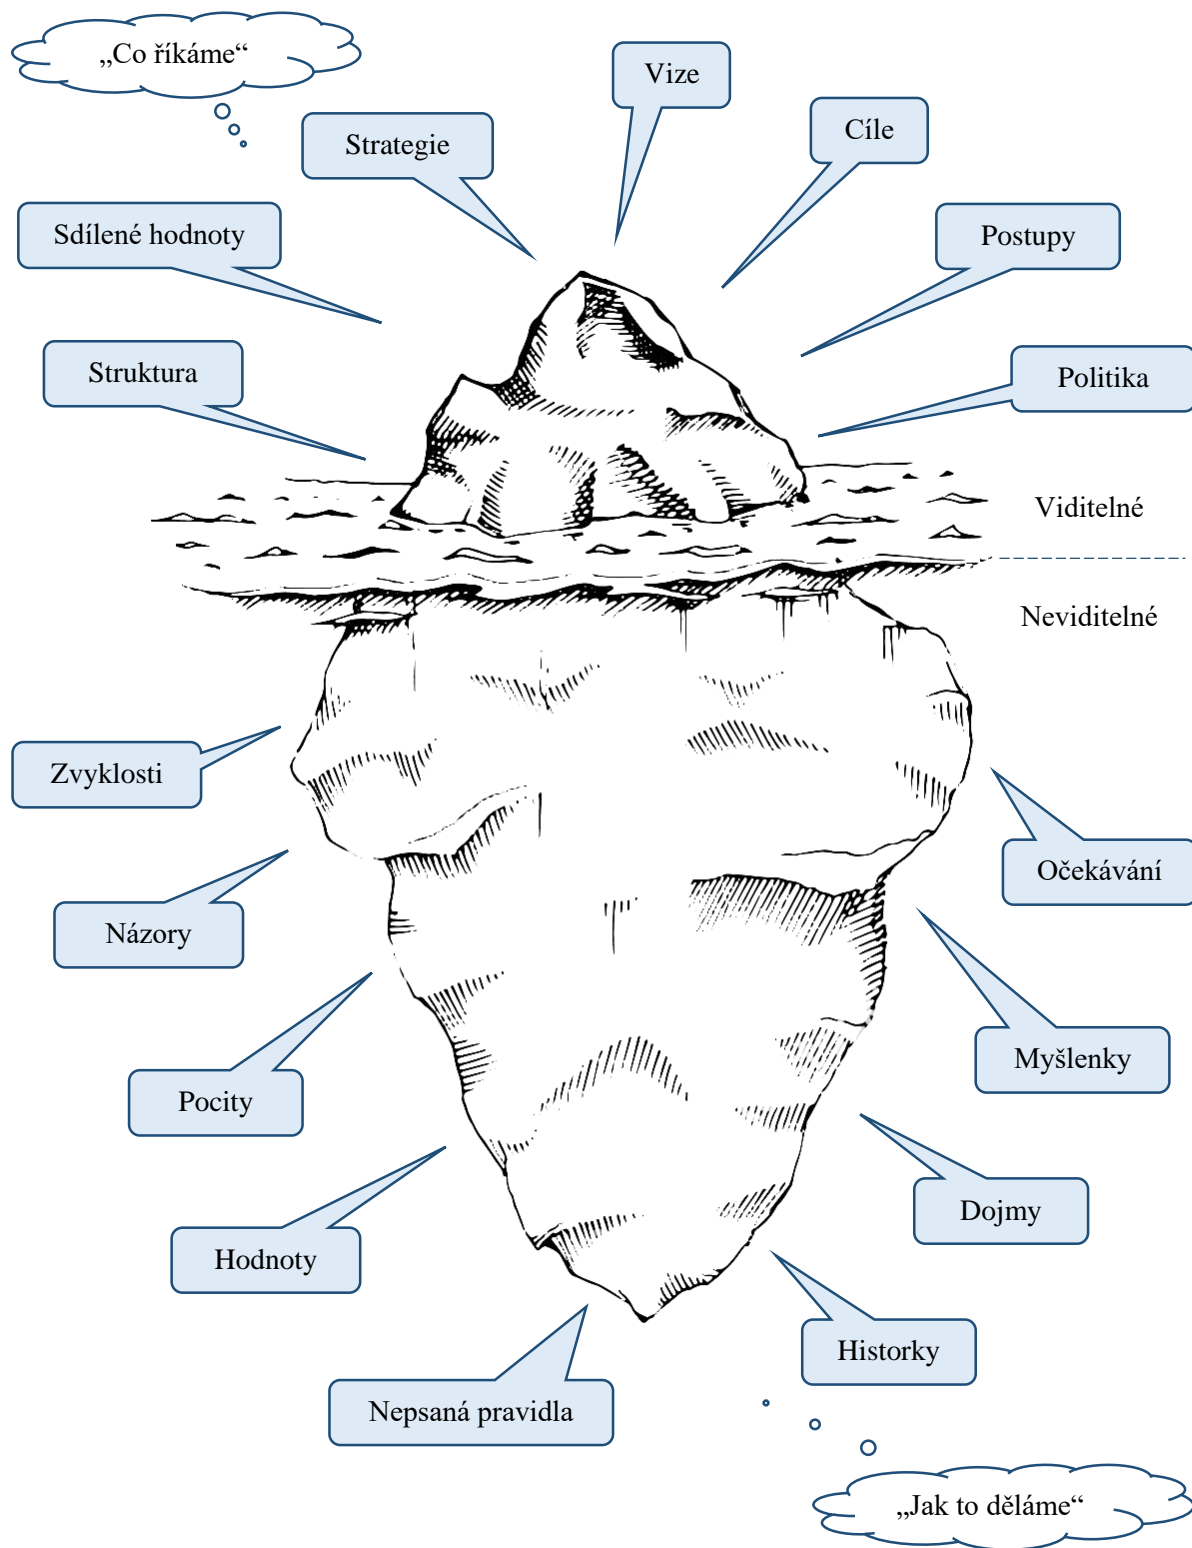 „Co říkáme“
Vize
Cíle
Strategie
Sdílené hodnoty
Postupy
Struktura
Politika
Viditelné
Neviditelné
Zvyklosti
Očekávání
Názory
Myšlenky
Pocity
Dojmy
Hodnoty
Historky
Nepsaná pravidla
„Jak to děláme“